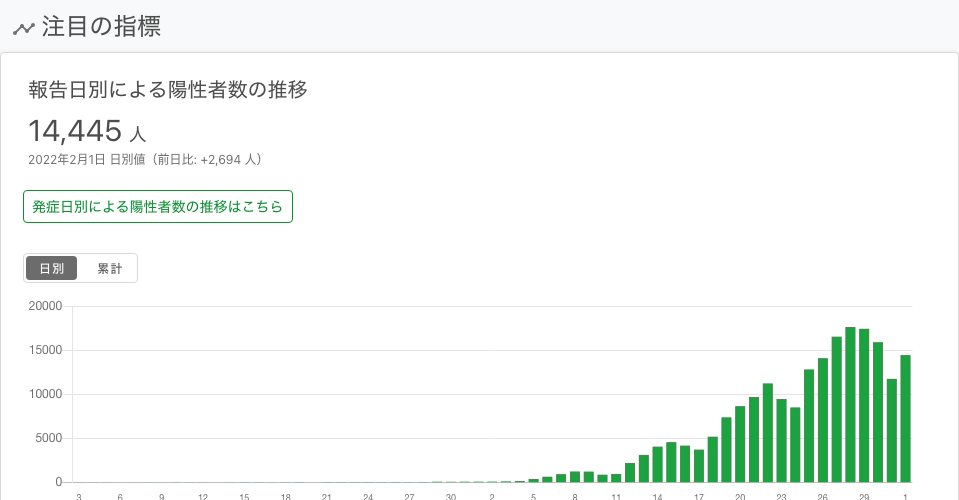 注目の指標
報告日別による陽性者数の推移
14,445 人
2022年2月1日 日別値（前日比: +2,694 人）
発症日別による陽性者数の推移はこちら
日別 累計
20000
15000
10000
5000
0
3 6 9 12 15 18 21 24 27 30 2 5 8 11 14 17 20 23 26 29 1